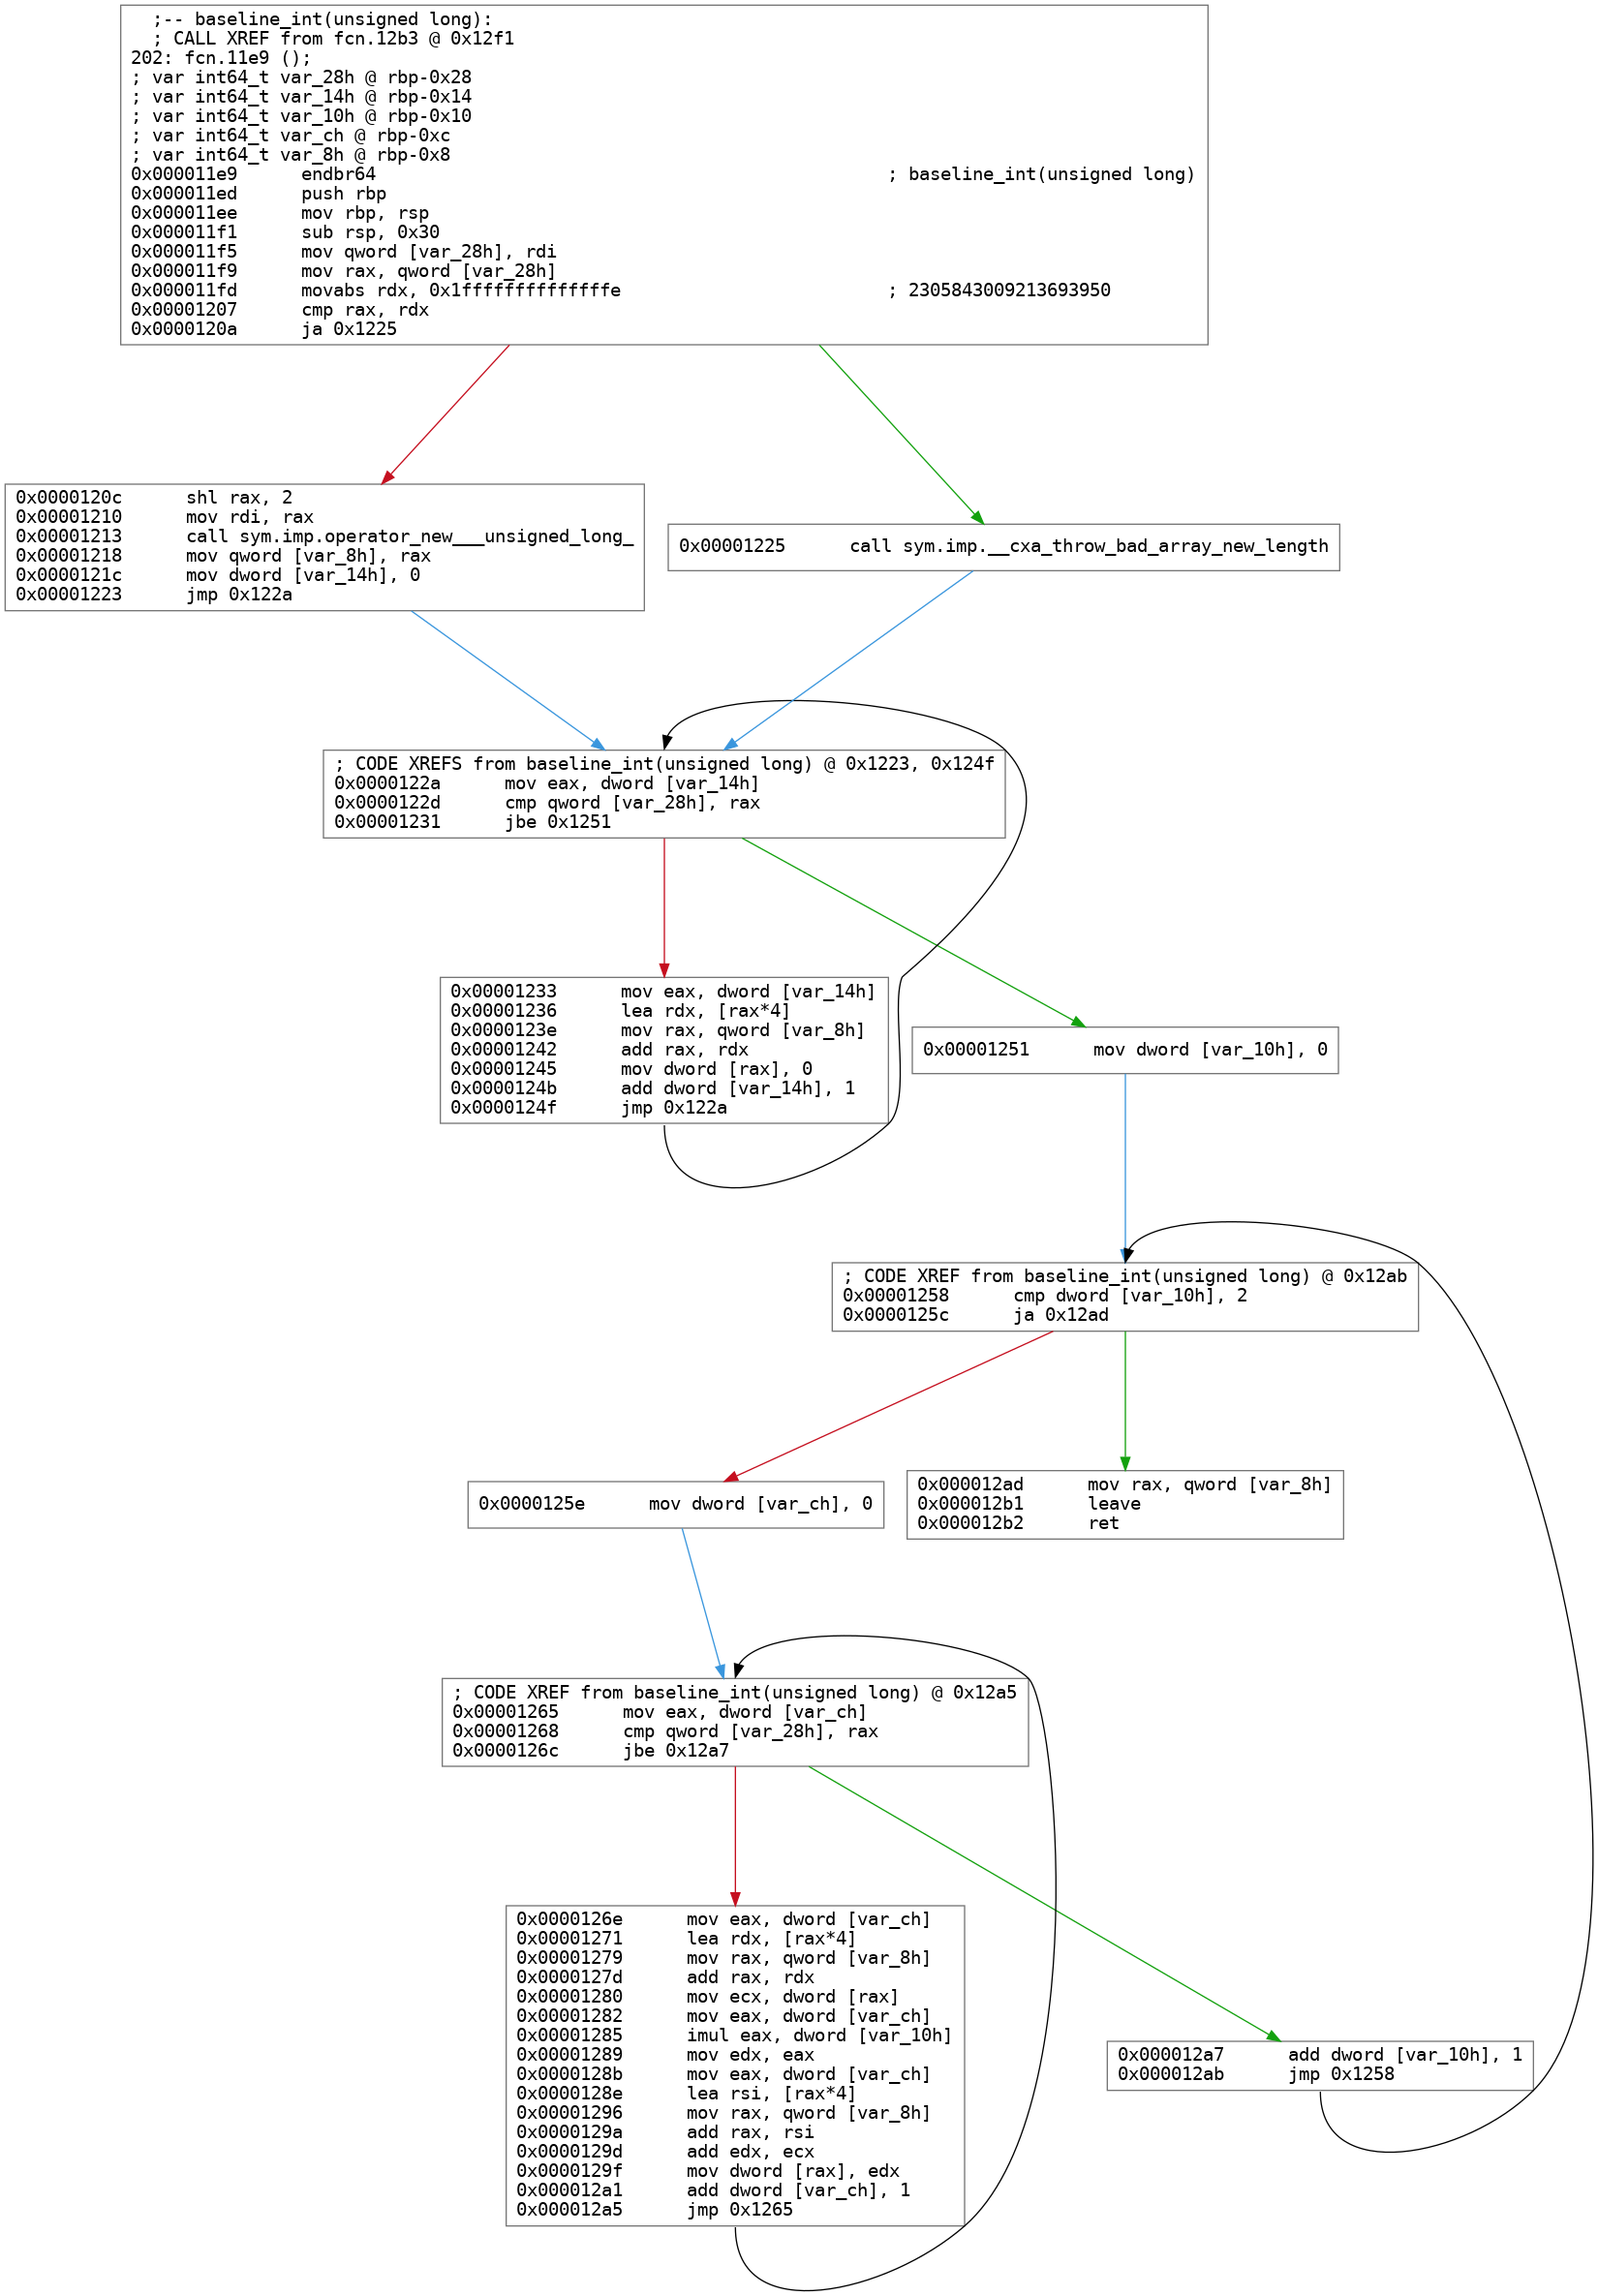 ;-- baseline_int(unsigned long):
; CALL XREF from fcn.12b3 @ 0x12f1
202: fcn.11e9 ();
; var int64_t var_28h @ rbp-0x28
; var int64_t var_14h @ rbp-0x14
; var int64_t var_10h @ rbp-0x10
; var int64_t var_ch @ rbp-0xc
; var int64_t var_8h @ rbp-0x8
0x000011e9      endbr64                                                ; baseline_int(unsigned long)
0x000011ed      push rbp
0x000011ee      mov rbp, rsp
0x000011f1      sub rsp, 0x30
0x000011f5      mov qword [var_28h], rdi
0x000011f9      mov rax, qword [var_28h]
0x000011fd      movabs rdx, 0x1ffffffffffffffe                         ; 2305843009213693950
0x00001207      cmp rax, rdx
0x0000120a      ja 0x1225
0x0000120c      shl rax, 2
0x00001210      mov rdi, rax
0x00001213      call sym.imp.operator_new___unsigned_long_
0x00001218      mov qword [var_8h], rax
0x0000121c      mov dword [var_14h], 0
0x00001223      jmp 0x122a
0x00001225      call sym.imp.__cxa_throw_bad_array_new_length
; CODE XREFS from baseline_int(unsigned long) @ 0x1223, 0x124f
0x0000122a      mov eax, dword [var_14h]
0x0000122d      cmp qword [var_28h], rax
0x00001231      jbe 0x1251
0x00001233      mov eax, dword [var_14h]
0x00001236      lea rdx, [rax*4]
0x0000123e      mov rax, qword [var_8h]
0x00001242      add rax, rdx
0x00001245      mov dword [rax], 0
0x0000124b      add dword [var_14h], 1
0x0000124f      jmp 0x122a
0x00001251      mov dword [var_10h], 0
; CODE XREF from baseline_int(unsigned long) @ 0x12ab
0x00001258      cmp dword [var_10h], 2
0x0000125c      ja 0x12ad
0x0000125e      mov dword [var_ch], 0
0x000012ad      mov rax, qword [var_8h]
0x000012b1      leave
0x000012b2      ret
; CODE XREF from baseline_int(unsigned long) @ 0x12a5
0x00001265      mov eax, dword [var_ch]
0x00001268      cmp qword [var_28h], rax
0x0000126c      jbe 0x12a7
0x0000126e      mov eax, dword [var_ch]
0x00001271      lea rdx, [rax*4]
0x00001279      mov rax, qword [var_8h]
0x0000127d      add rax, rdx
0x00001280      mov ecx, dword [rax]
0x00001282      mov eax, dword [var_ch]
0x00001285      imul eax, dword [var_10h]
0x00001289      mov edx, eax
0x0000128b      mov eax, dword [var_ch]
0x0000128e      lea rsi, [rax*4]
0x00001296      mov rax, qword [var_8h]
0x0000129a      add rax, rsi
0x0000129d      add edx, ecx
0x0000129f      mov dword [rax], edx
0x000012a1      add dword [var_ch], 1
0x000012a5      jmp 0x1265
0x000012a7      add dword [var_10h], 1
0x000012ab      jmp 0x1258